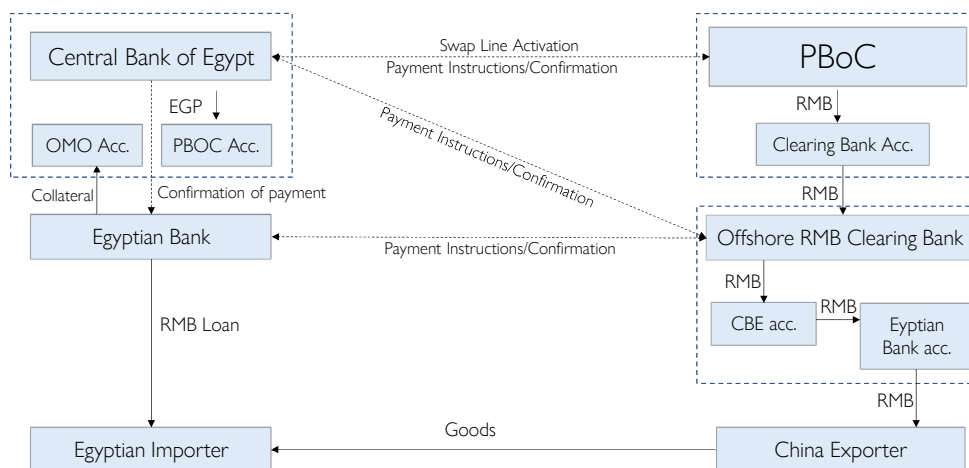 Central Bank of Egypt
Swap Line Activation
Payment Instructions/Confirmation
PBoC
EGP
RMB
OMO Acc.
PBOC Acc.
Payment Instructions/Confirmation
Clearing Bank Acc.
Collateral
Confirmation of payment
RMB
Egyptian Bank
Payment Instructions/Confirmation
Offshore RMB Clearing Bank
RMB
CBE acc.
RMB
Eyptian
Bank acc.
RMB Loan
RMB
Egyptian Importer
Goods
China Exporter